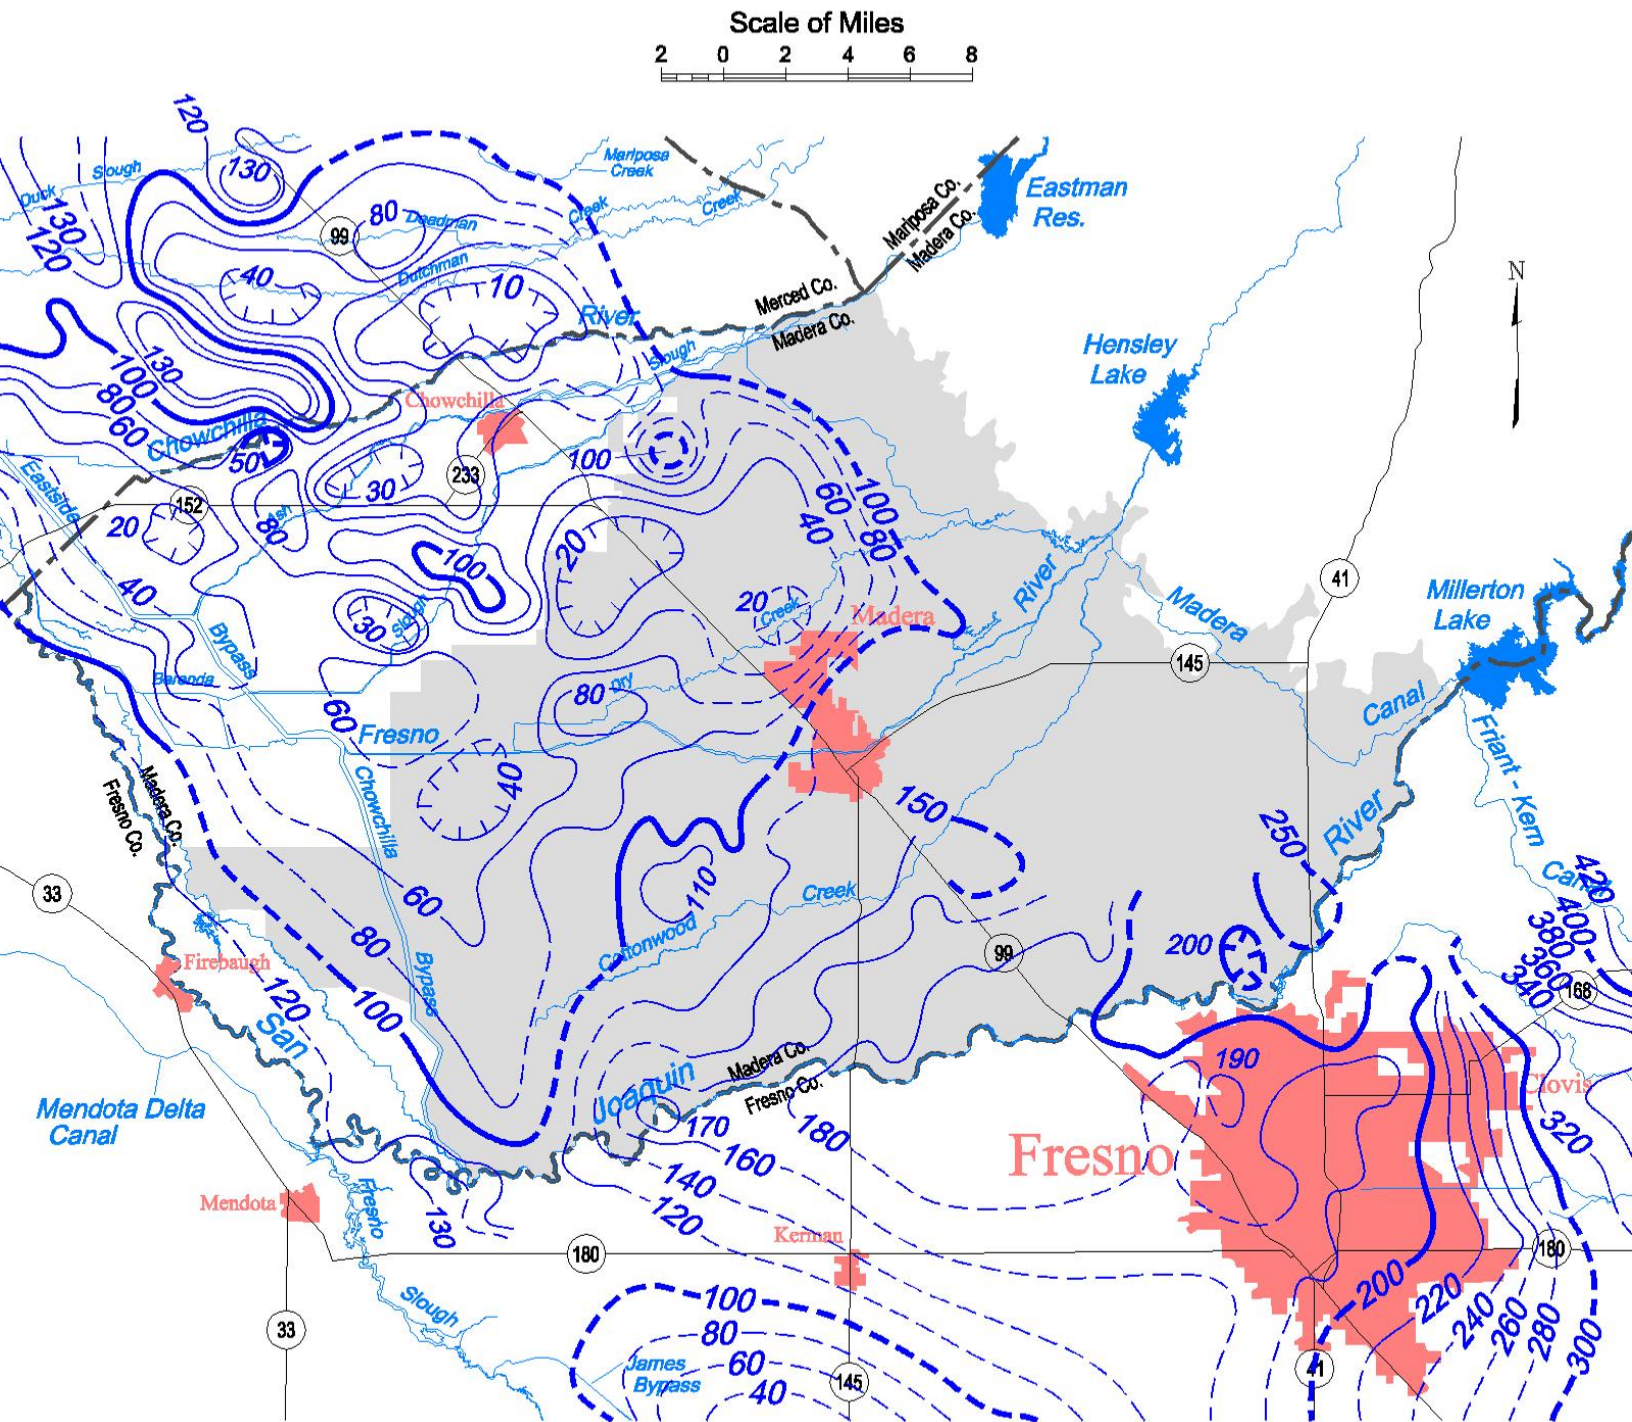 Scale of Miles
2 0 2 4 6 8
120
130
Slough
Duck
130
120
80
Deadman
99
Mariposa
Creek
Creek
Creek
Mariposa Co.
Madera Co.
Eastman
Res.
N
40
Dutchman
10
River
Merced Co.
Madera Co.
Slough
Hensley
Lake
130
100
80
60
Chowchilla
Chowchilla
50
100
233
30
152
20
Ash
80
Eastside
40
100
20
60
100
80
40
30
Slough
20
Creek
Madera
River
Madera
41
Millerton
Lake
145
Canal
Bypass
Berenda
60
Fresno
80
Dry
40
Friant - Kern
Canal
Madera Co.
Fresno Co.
Chowchilla
Bypass
150
250
River
33
60
80
110
Creek
Cottonwood
99
200
420
400
380
360
340
168
Firebaugh
120
San
100
Madera Co.
Fresno Co.
Joaquin
190
Clovis
Mendota Delta
Canal
170
180
160
140
120
Fresno
320
Mendota
Fresno
130
Kerman
180
180
Slough
33
100
80
60
40
James
Bypass
145
200
220
240
260
280
300
41